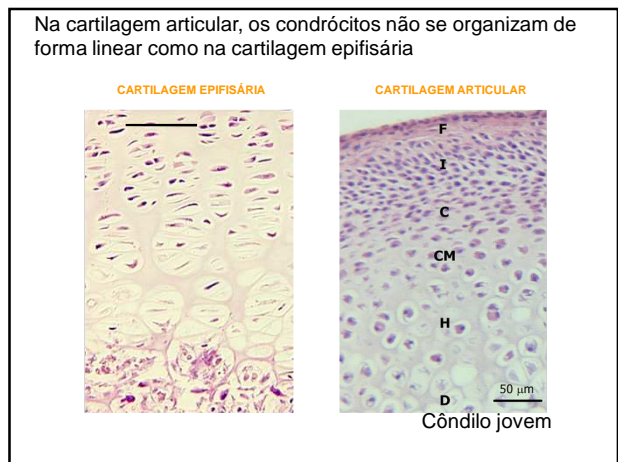 Na cartilagem articular, os condrócitos não se organizam de
forma linear como na cartilagem epifisária
CARTILAGEM EPIFISÁRIA
CARTILAGEM ARTICULAR
F
I
C
CM
H
D
50 µm
Côndilo jovem